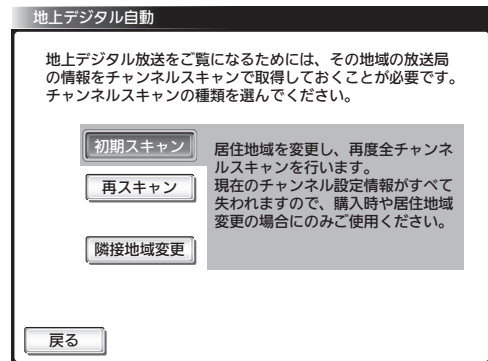 地上デジタル自動
地上デジタル放送をご覧になるためには、その地域の放送局
の情報をチャンネルスキャンで取得しておくことが必要です。
チャンネルスキャンの種類を選んでください。
初期スキャン
居住地域を変更し、再度全チャンネ
ルスキャンを行います。
再スキャン
現在のチャンネル設定情報がすべて
失われますので、購入時や居住地域
変更の場合にのみご使用ください。
隣接地域変更
戻る